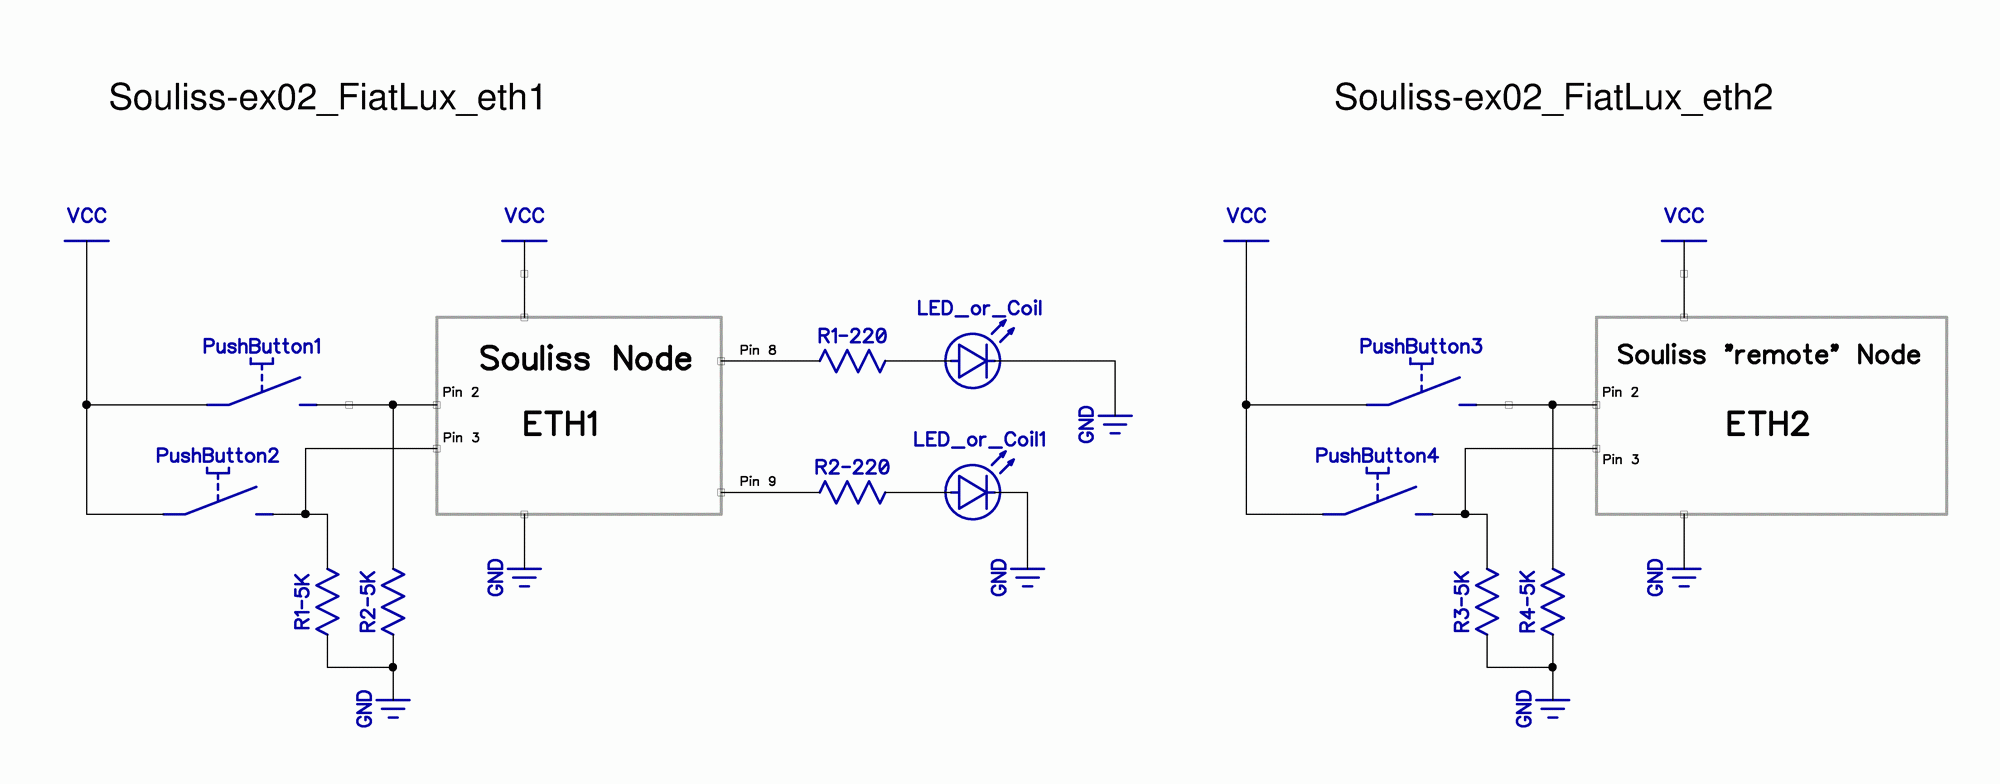 Souliss-ex02_FiatLux_eth1
VCC
VCC
PushButton1
PushButton2
Souliss Node
ETH1
Pin 2
Pin 3
Pin 8
Pin 9
R1-220
LED_or_Coil
GND
R2-220
LED_or_Coil1
GND
GND
R1-5K
R2-5K
GND
Souliss-ex02_FiatLux_eth2
VCC
VCC
PushButton3
PushButton4
Souliss "remote" Node
ETH2
Pin 2
Pin 3
GND
R3-5K
R4-5K
GND